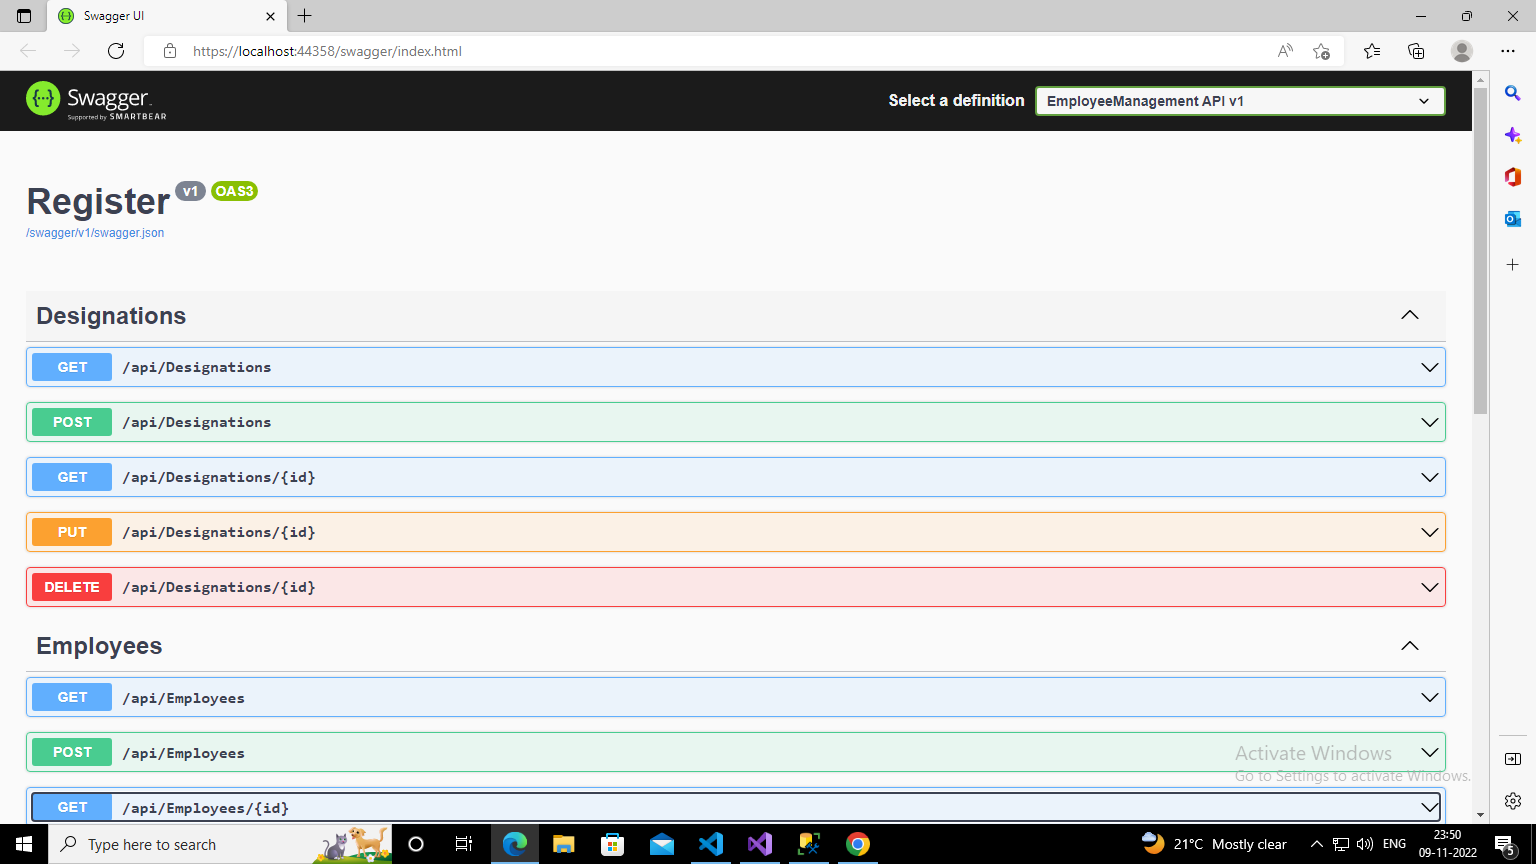 Swagger UI
https://localhost:44358/swagger/index.html
Swagger
Supported by SMARTBEAR
Select a definition
EmployeeManagement API v1
Register v1 OAS3
/swagger/v1/swagger.json
Designations
GET /api/Designations
POST /api/Designations
GET /api/Designations/{id}
PUT /api/Designations/{id}
DELETE /api/Designations/{id}
Employees
GET /api/Employees
POST /api/Employees
GET /api/Employees/{id}
Activate Windows
Go to Settings to activate Windows.
Type here to search
21°C Mostly clear
ENG
23:50
09-11-2022
5